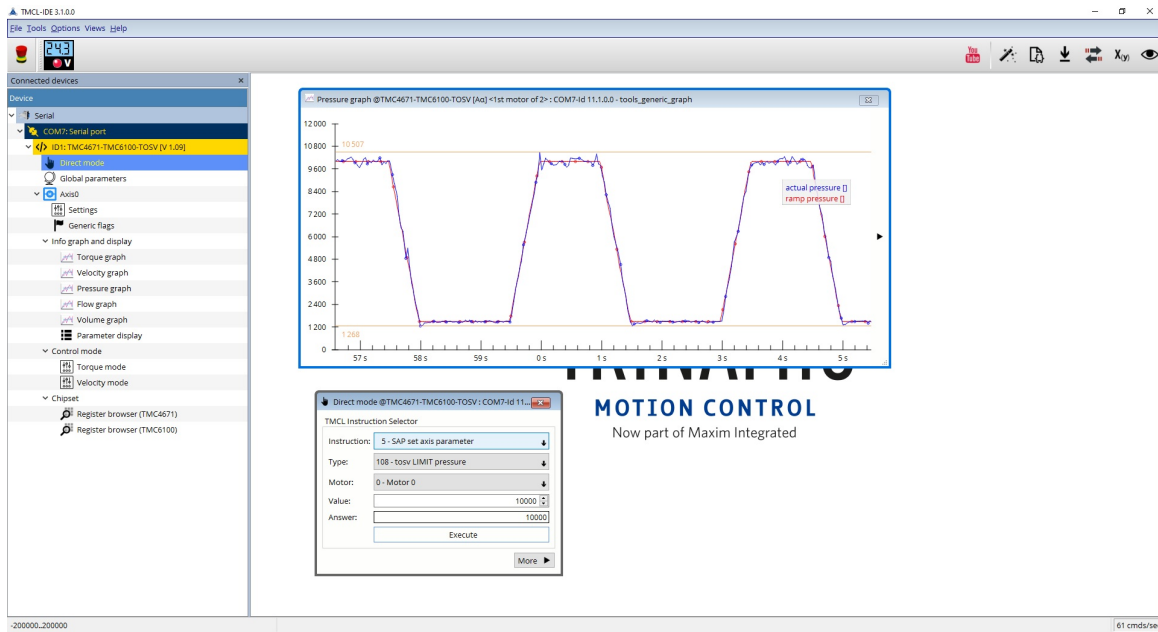 TMCL-IDE 3.1.0.0
File Tools Options Views Help
24.3
V
You
Tube
X(y)
Connected devices
Device
Serial
COM7: Serial port
ID1: TMC4671-TMC6100-TOSV [V 1.09]
Direct mode
Global parameters
Axis0
Settings
Generic flags
Info graph and display
Torque graph
Velocity graph
Pressure graph
Flow graph
Volume graph
Parameter display
Control mode
Torque mode
Velocity mode
Chipset
Register browser (TMC4671)
Register browser (TMC6100)
Pressure graph @TMC4671-TMC6100-TOSV [Aα] <1st motor of 2> : COM7-Id 11.1.0.0 - tools_generic_graph
12 000
10 800
10 507
9 600
8 400
actual pressure []
ramp pressure []
7 200
6 000
4 800
3 600
2 400
1 200
1 268
0
57 s 58 s 59 s 0 s 1 s 2 s 3 s 4 s 5 s
TRINAMIC
MOTION CONTROL
Now part of Maxim Integrated
Direct mode @TMC4671-TMC6100-TOSV : COM7-Id 11....
TMCL Instruction Selector
Instruction: 5 - SAP set axis parameter
Type: 108 - tosv LIMIT pressure
Motor: 0 - Motor 0
Value: 10000
Answer: 10000
Execute
More
-200000..200000
61 cmds/se